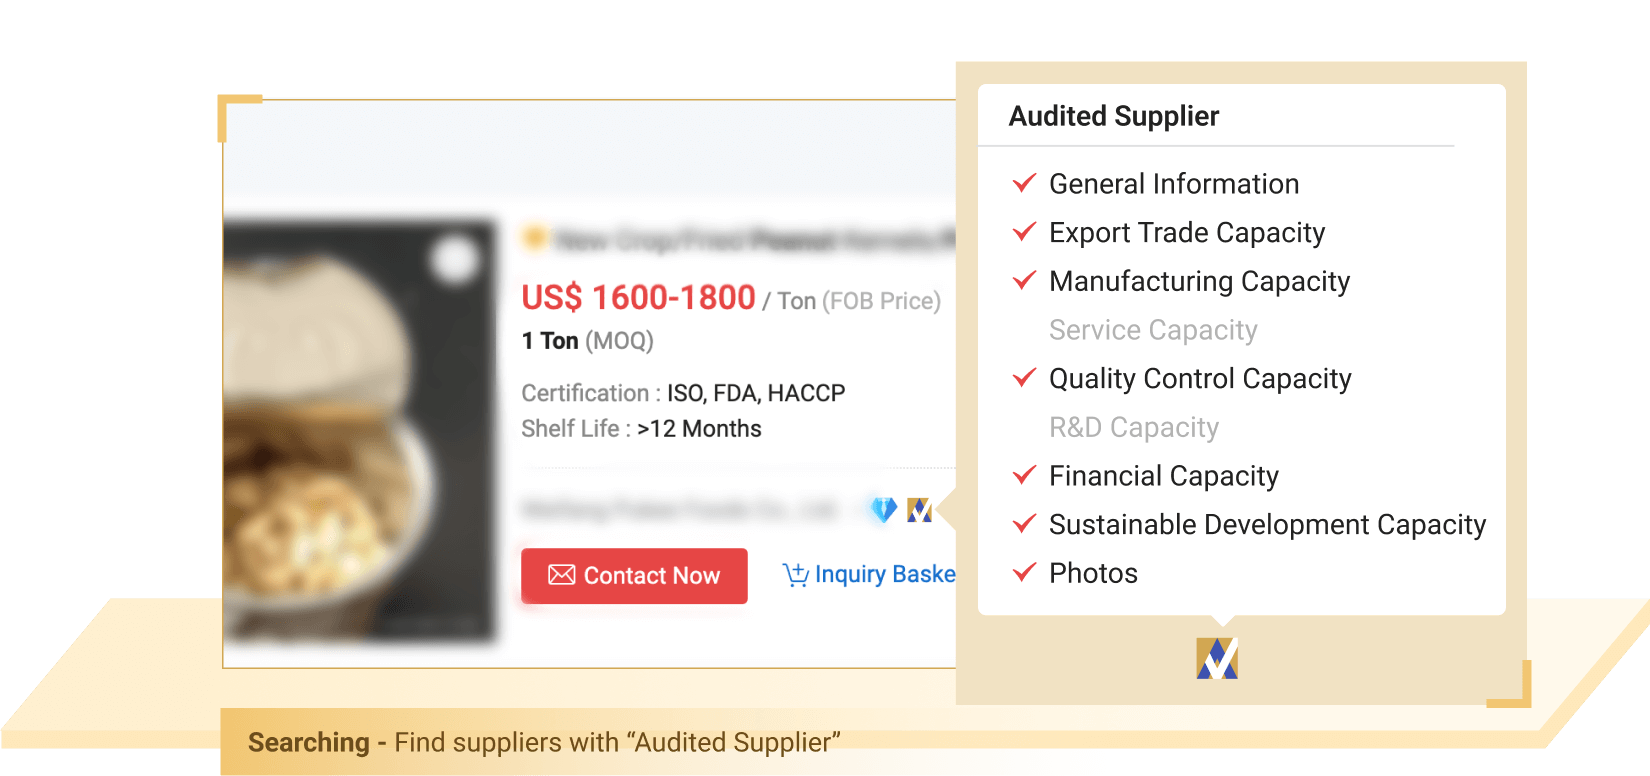 US$ 1600-1800 / Ton (FOB Price)
1 Ton (MOQ)
Certification : ISO, FDA, HACCP
Shelf Life : >12 Months
Contact Now
Inquiry Baske
Audited Supplier
General Information
Export Trade Capacity
Manufacturing Capacity
Service Capacity
Quality Control Capacity
R&D Capacity
Financial Capacity
Sustainable Development Capacity
Photos
Searching - Find suppliers with “Audited Supplier”